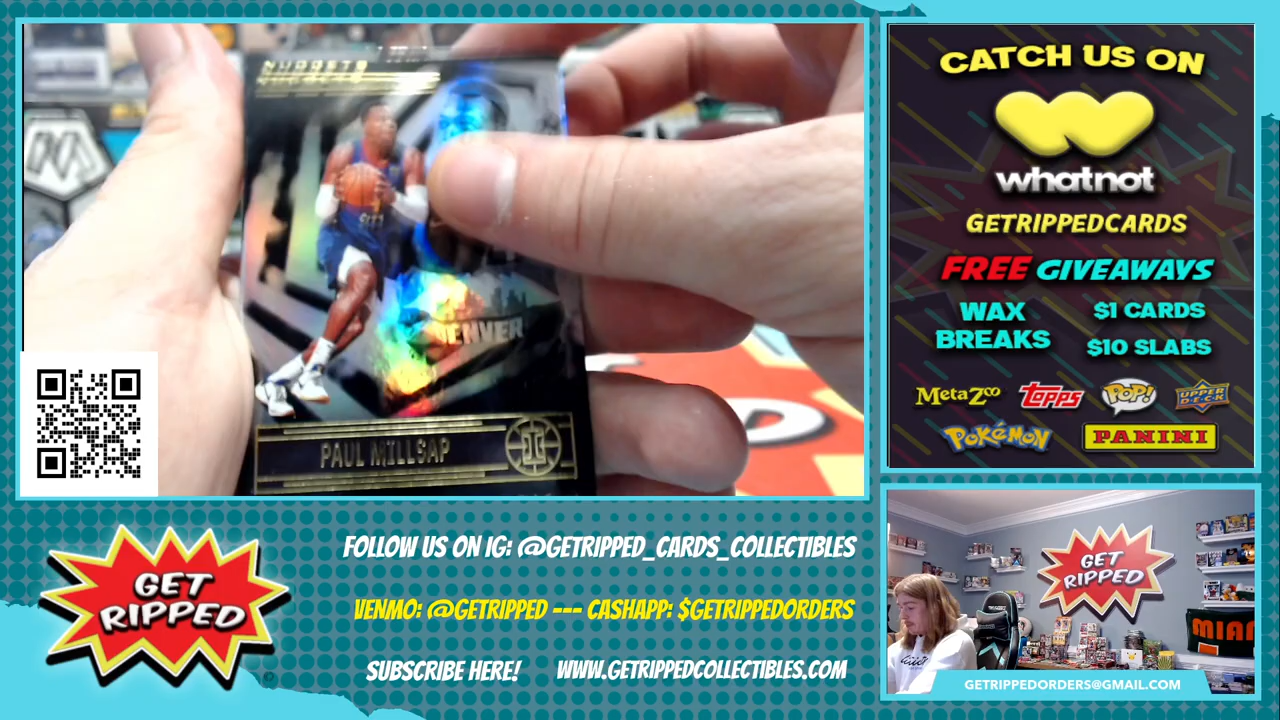 NUGGETS
DENVER
PAUL MILLSAP
CATCH US ON
whatnot
GETRIPPEDCARDS
FREE GIVEAWAYS
WAX BREAKS
$1 CARDS
$10 SLABS
MetaZoo
topps
POP!
UPPER DECK
POKéMON
PANINI
GET
RIPPED
FOLLOW US ON IG: @GETRIPPED_CARDS_COLLECTIBLES
VENMO: @GETRIPPED --- CASHAPP: $GETRIPPEDORDERS
SUBSCRIBE HERE!
WWW.GETRIPPEDCOLLECTIBLES.COM
GET
RIPPED
MIAM
GETRIPPEDORDERS@GMAIL.COM